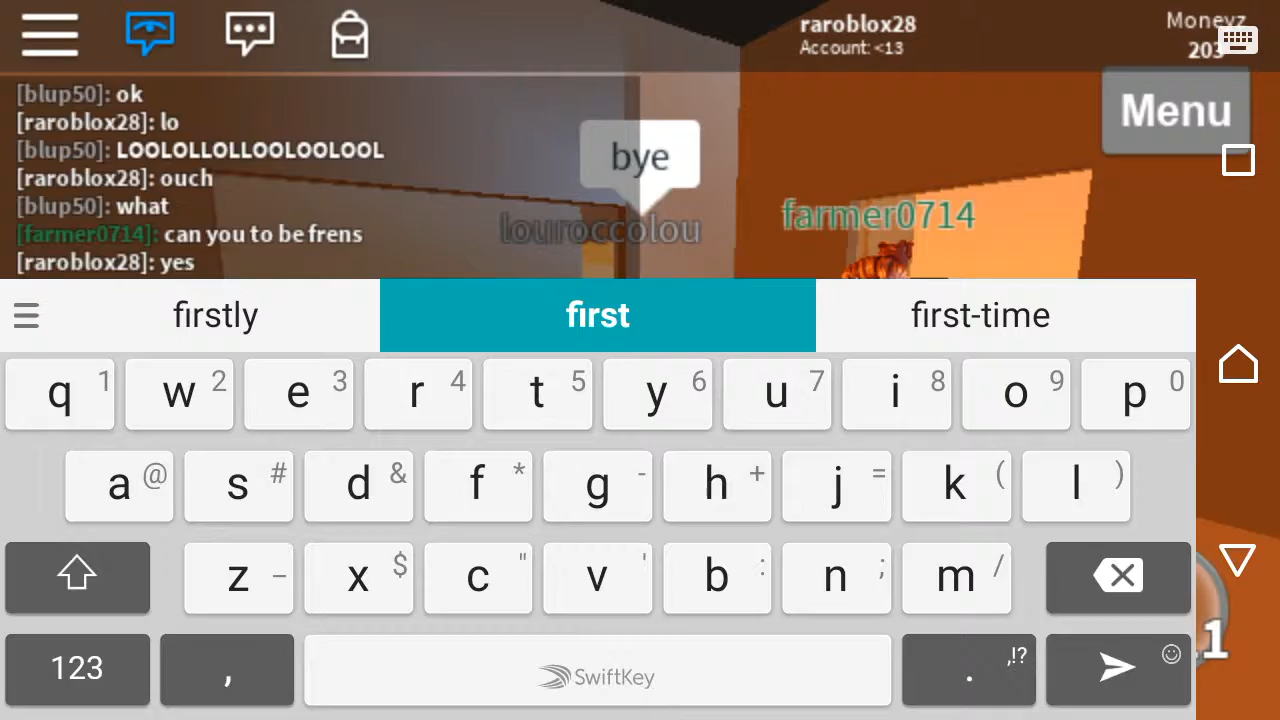 raroblox28
Account: <13
Moneyz
203
Menu
[blup50]: ok
[raroblox28]: lo
[blup50]: LOOLOLLOLLOOLOOLOOL
[raroblox28]: ouch
[blup50]: what
[farmer0714]: can you to be frens
[raroblox28]: yes
bye
louroccolou
farmer0714
firstly first first-time
q 1 w 2 e 3 r 4 t 5 y 6 u 7 i 8 o 9 p 0
a @ s # d & f * g - h + j = k ( l )
z – x $ c " v ' b : n ; m /
123 , SwiftKey . ,!?
1